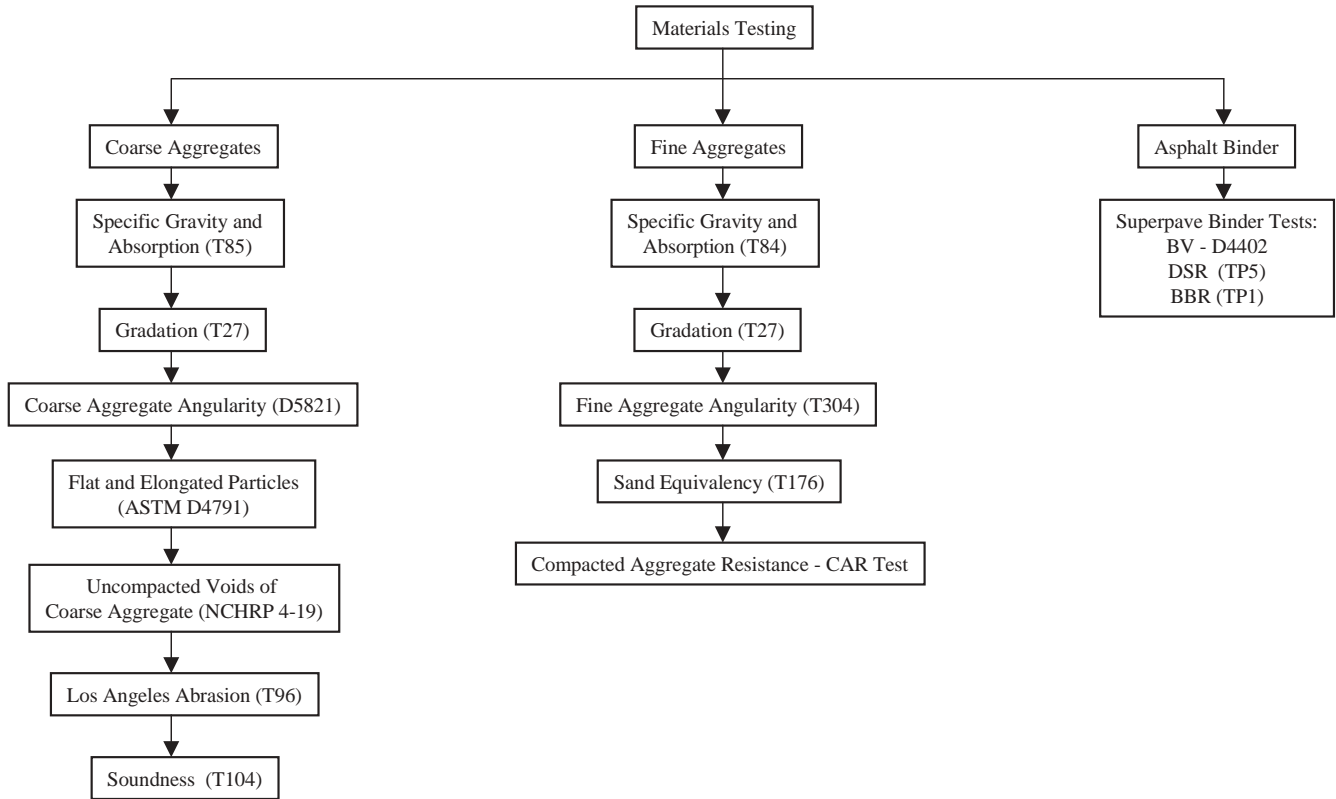 Materials Testing
Coarse Aggregates
Fine Aggregates
Asphalt Binder
Specific Gravity and
Absorption (T85)
Specific Gravity and
Absorption (T84)
Superpave Binder Tests:
BV - D4402
DSR (TP5)
BBR (TP1)
Gradation (T27)
Gradation (T27)
Coarse Aggregate Angularity (D5821)
Fine Aggregate Angularity (T304)
Flat and Elongated Particles
(ASTM D4791)
Sand Equivalency (T176)
Uncompacted Voids of
Coarse Aggregate (NCHRP 4-19)
Compacted Aggregate Resistance - CAR Test
Los Angeles Abrasion (T96)
Soundness (T104)